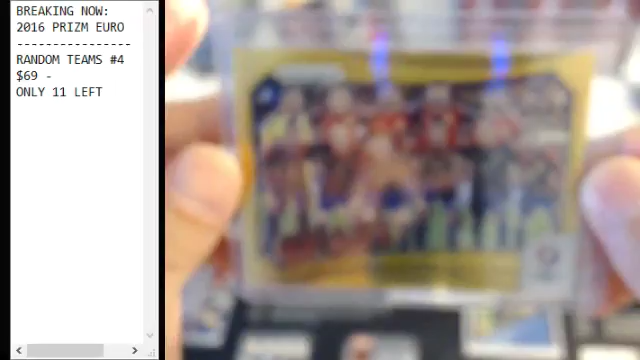 BREAKING NOW:
2016 PRIZM EURO
---------------
RANDOM TEAMS #4
$69 -
ONLY 11 LEFT